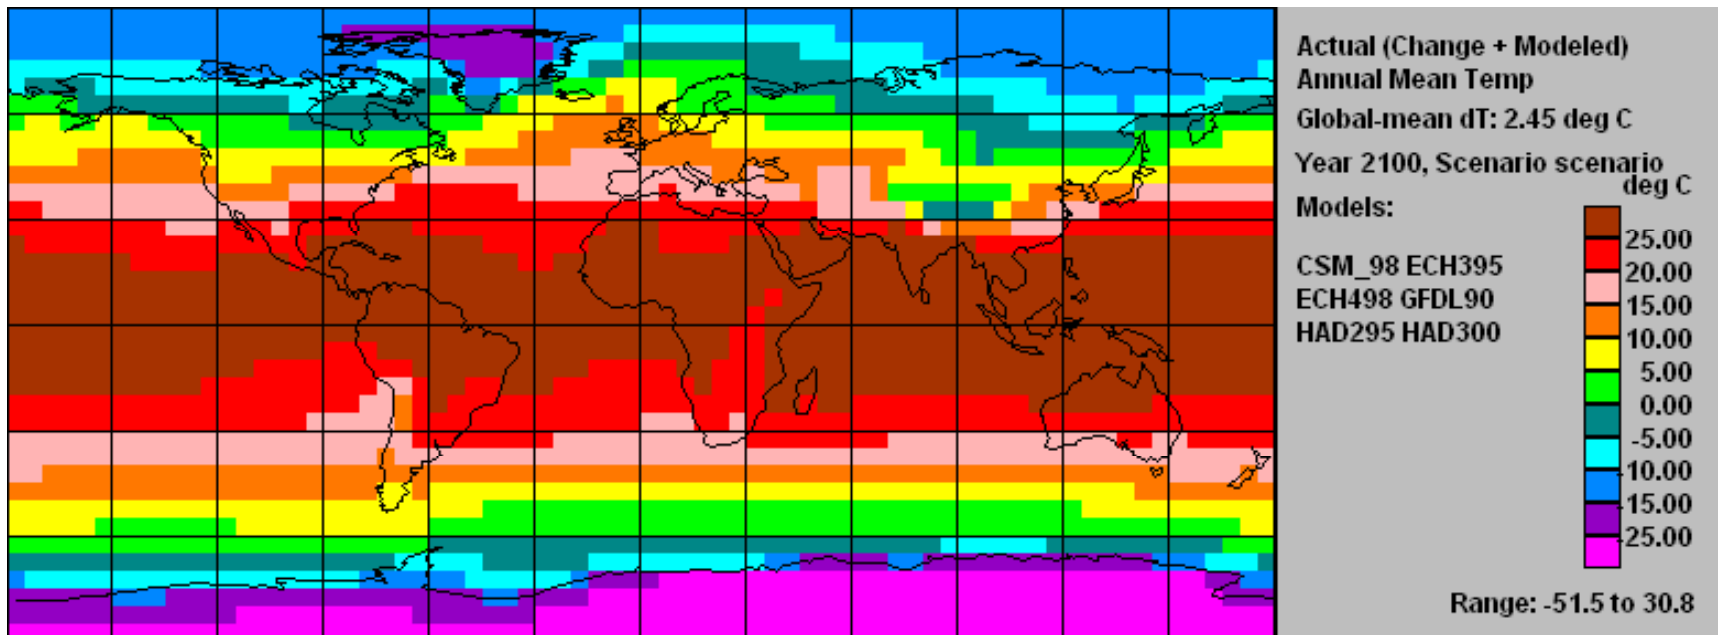 Actual (Change + Modeled)
Annual Mean Temp
Global-mean dT: 2.45 deg C
Year 2100, Scenario scenario
deg C
Models:
25.00
20.00
CSM_98 ECH395
ECH498 GFDL90
HAD295 HAD300
15.00
10.00
5.00
0.00
-5.00
-10.00
-15.00
-25.00
Range: -51.5 to 30.8